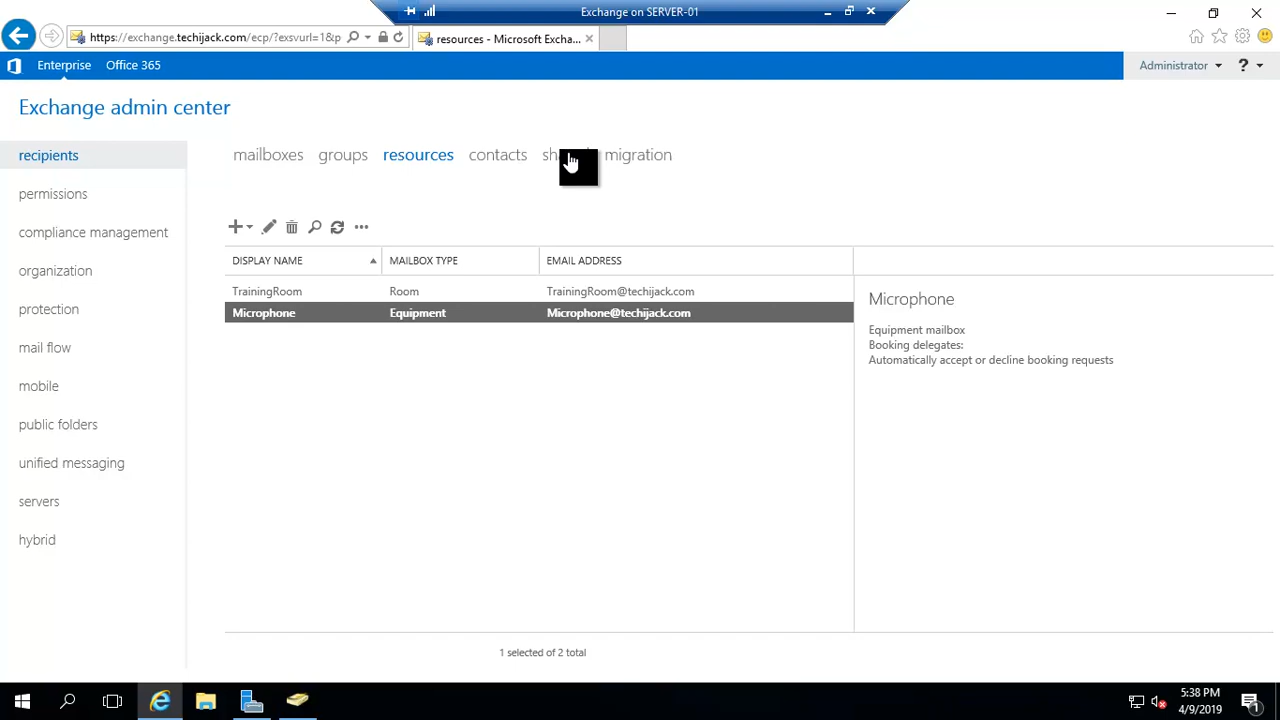 Exchange on SERVER-01
https://exchange.techijack.com/ecp/?exsvurl=1&p
resources - Microsoft Excha...
Enterprise Office 365
Administrator ?
Exchange admin center
recipients
permissions
compliance management
organization
protection
mail flow
mobile
public folders
unified messaging
servers
hybrid
mailboxes groups resources contacts migration
DISPLAY NAME MAILBOX TYPE EMAIL ADDRESS
TrainingRoom Room TrainingRoom@techijack.com
Microphone Equipment Microphone@techijack.com
Microphone
Equipment mailbox
Booking delegates:
Automatically accept or decline booking requests
1 selected of 2 total
5:38 PM
4/9/2019
1